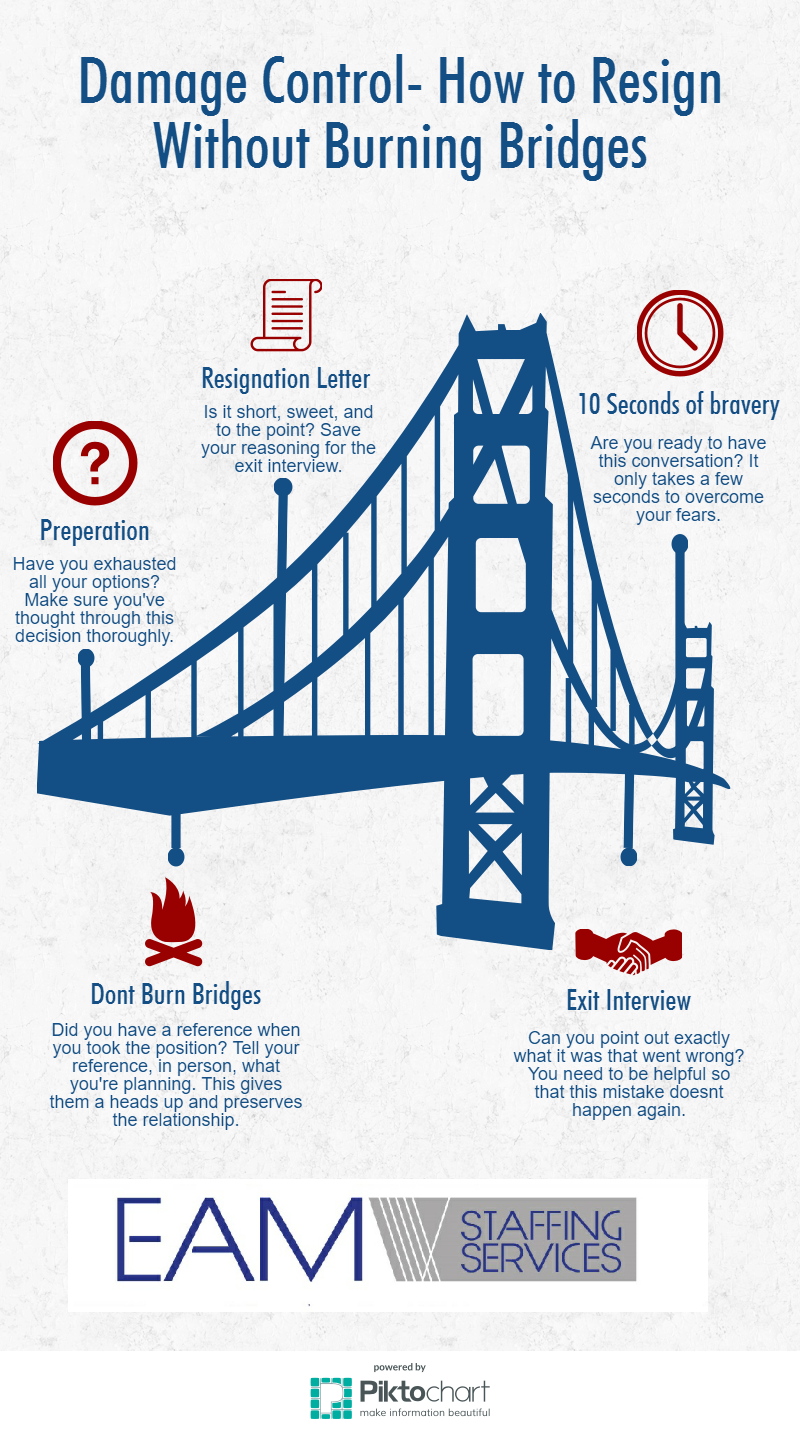 Damage Control- How to Resign
Without Burning Bridges
Resignation Letter
Is it short, sweet, and
to the point? Save
your reasoning for the
exit interview.
10 Seconds of bravery
Are you ready to have
this conversation? It
only takes a few
seconds to overcome
your fears.
?
Preperation
Have you exhausted
all your options?
Make sure you've
thought through this
decision thoroughly.
Dont Burn Bridges
Did you have a reference when
you took the position? Tell your
reference, in person, what
you're planning. This gives
them a heads up and preserves
the relationship.
Exit Interview
Can you point out exactly
what it was that went wrong?
You need to be helpful so
that this mistake doesnt
happen again.
EAM STAFFING
SERVICES
powered by
Piktochart
make information beautiful